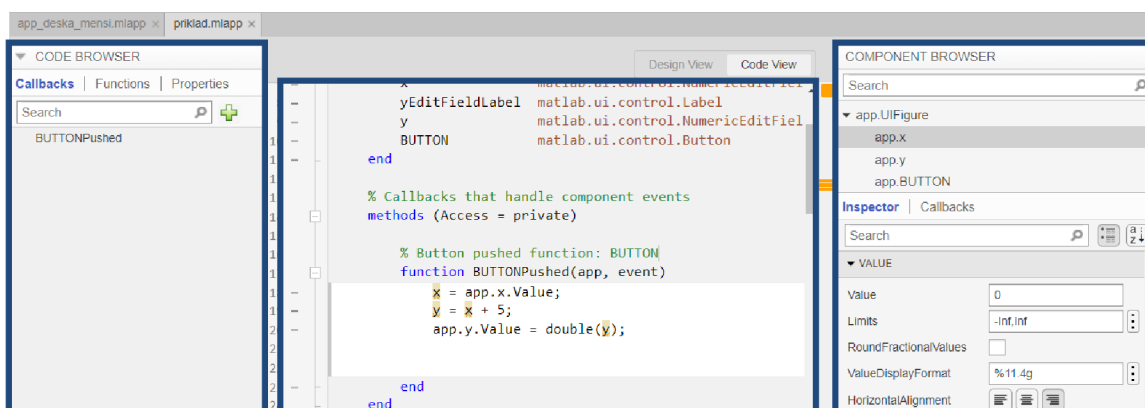 app_deska_mensi.mlapp × priklad.mlapp ×
CODE BROWSER
Callbacks | Functions | Properties
Search
BUTTONPushed
Design View Code View
x matlab.ui.control.NumericEditFiel
yEditFieldLabel matlab.ui.control.Label
y matlab.ui.control.NumericEditFiel
BUTTON matlab.ui.control.Button
end
% Callbacks that handle component events
methods (Access = private)
% Button pushed function: BUTTON
function BUTTONPushed(app, event)
x = app.x.Value;
y = x + 5;
app.y.Value = double(y);
end
end
COMPONENT BROWSER
Search
app.UIFigure
app.x
app.y
app.BUTTON
Inspector | Callbacks
Search
VALUE
Value 0
Limits -Inf,Inf
RoundFractionalValues
ValueDisplayFormat %11.4g
HorizontalAlignment